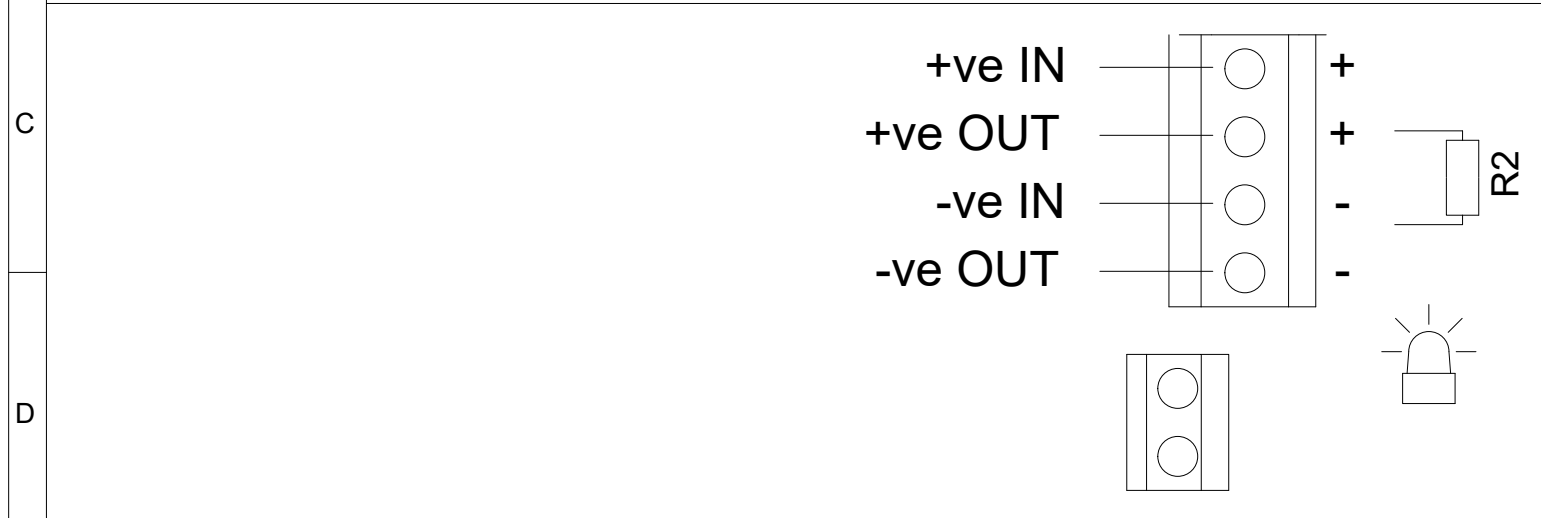 +ve IN +
C
+ve OUT +
R2
-ve IN -
-ve OUT -
D